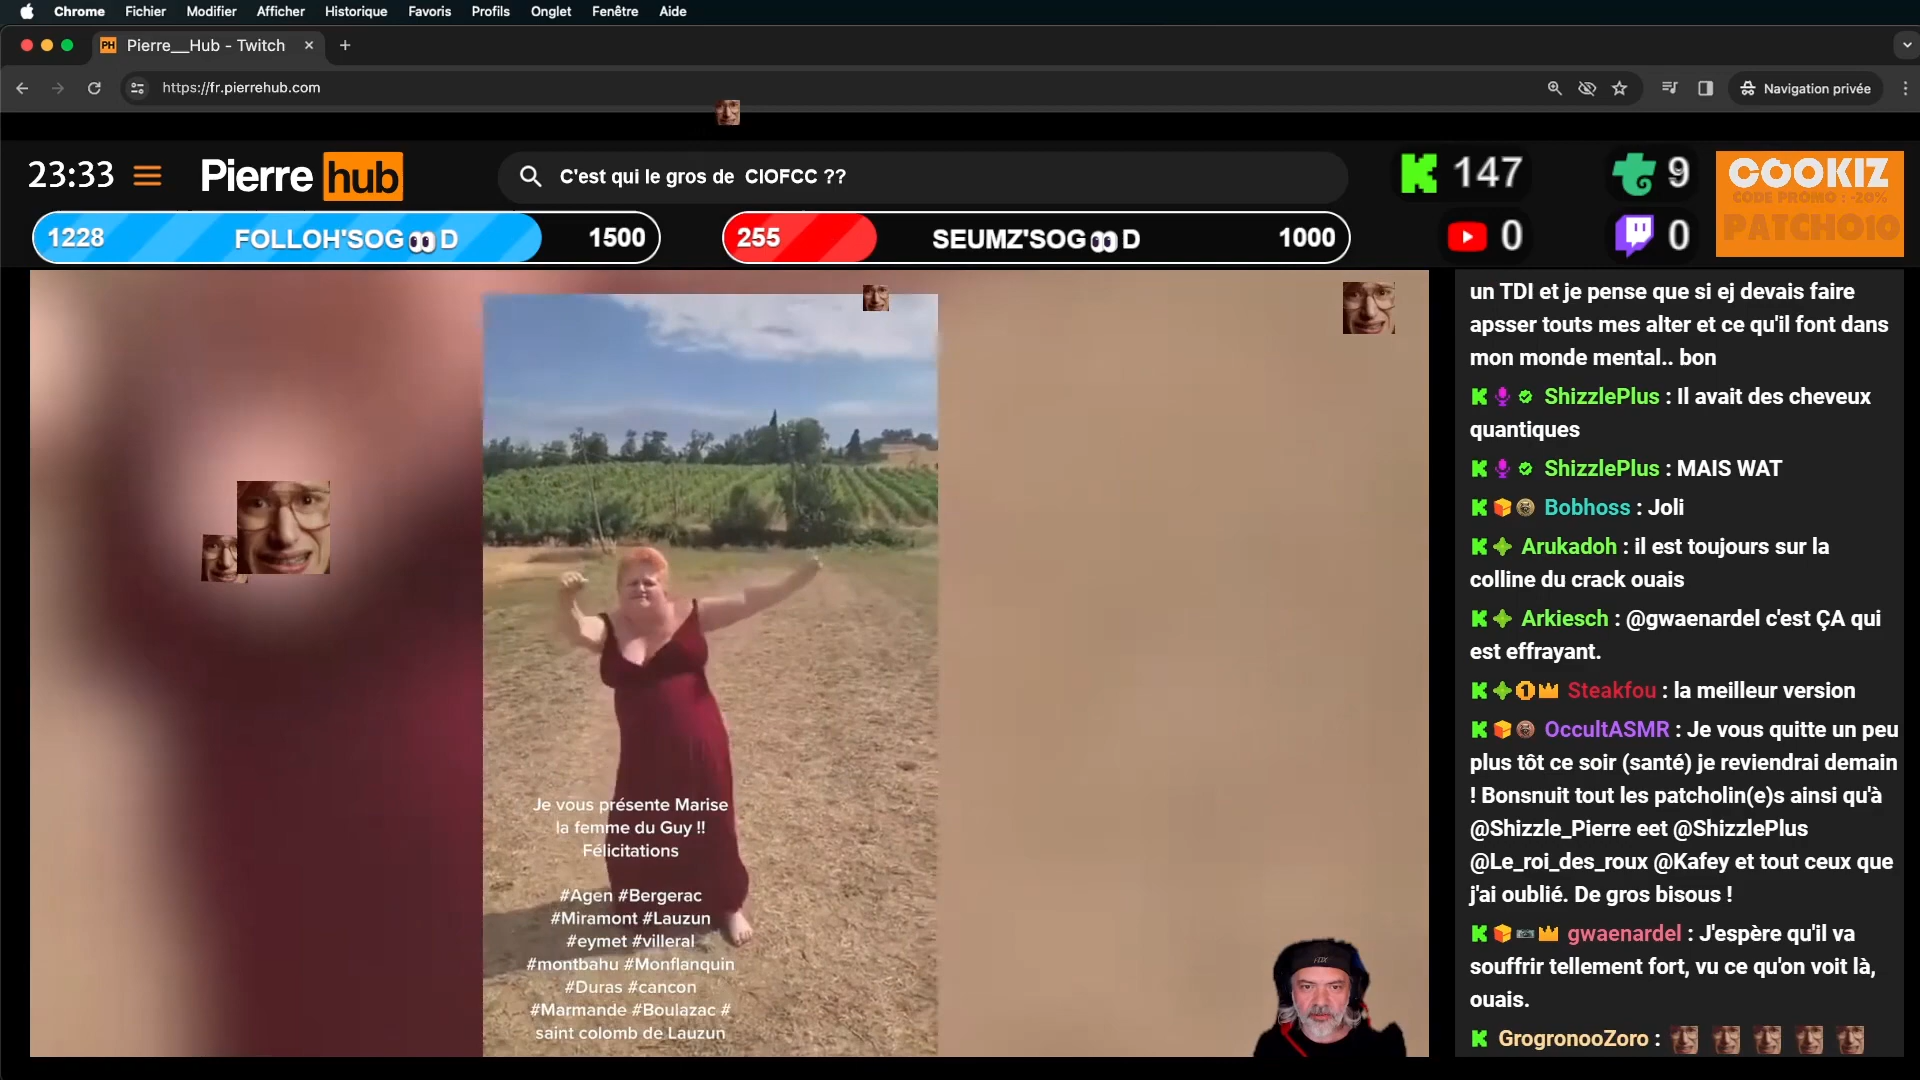 Chrome Fichier Modifier Afficher Historique Favoris Profils Onglet Fenêtre Aide
PH Pierre__Hub - Twitch
https://fr.pierrehub.com
Navigation privée
23:33
Pierre hub
C'est qui le gros de CIOFCC ??
147
9
COOKIZ
CODE PROMO : -20%
PATCHO10
1228 FOLLOH'SOG👀D 1500
255 SEUMZ'SOG👀D 1000
0
0
un TDI et je pense que si ej devais faire
apsser touts mes alter et ce qu'il font dans
mon monde mental.. bon
ShizzlePlus : Il avait des cheveux
quantiques
ShizzlePlus : MAIS WAT
Bobhoss : Joli
Arukadoh : il est toujours sur la
colline du crack ouais
Arkiesch : @gwaenardel c'est ÇA qui
est effrayant.
Steakfou : la meilleur version
OccultASMR : Je vous quitte un peu
plus tôt ce soir (santé) je reviendrai demain
! Bonsnuit tout les patcholin(e)s ainsi qu'à
@Shizzle_Pierre eet @ShizzlePlus
@Le_roi_des_roux @Kafey et tout ceux que
j'ai oublié. De gros bisous !
gwaenardel : J'espère qu'il va
souffrir tellement fort, vu ce qu'on voit là,
ouais.
GrogronooZoro :
Je vous présente Marise
la femme du Guy !!
Félicitations
#Agen #Bergerac
#Miramont #Lauzun
#eymet #villeral
#montbahu #Monflanquin
#Duras #cancon
#Marmande #Boulazac #
saint colomb de Lauzun
FOX